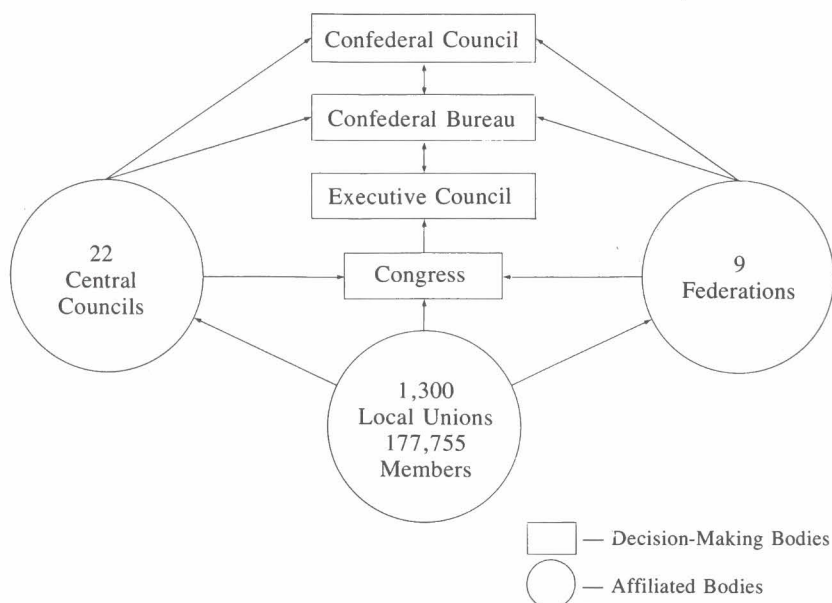 Confederal Council
Confederal Bureau
Executive Council
22
Central
Councils
Congress
9
Federations
1,300
Local Unions
177,755
Members
— Decision-Making Bodies
— Affiliated Bodies